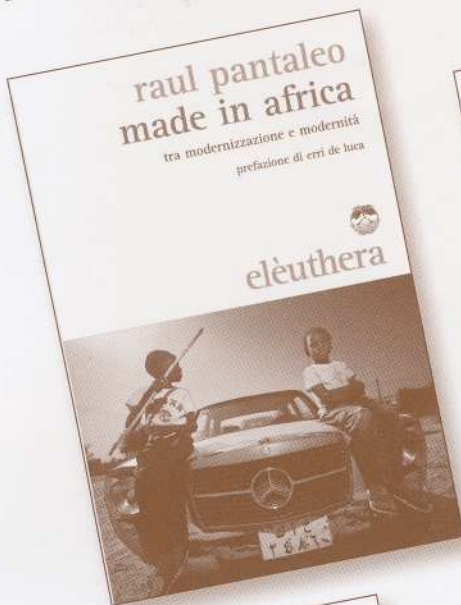 raul pantaleo
made in africa
tra modernizzazione e modernità
prefazione di erri de luca
elèuthera